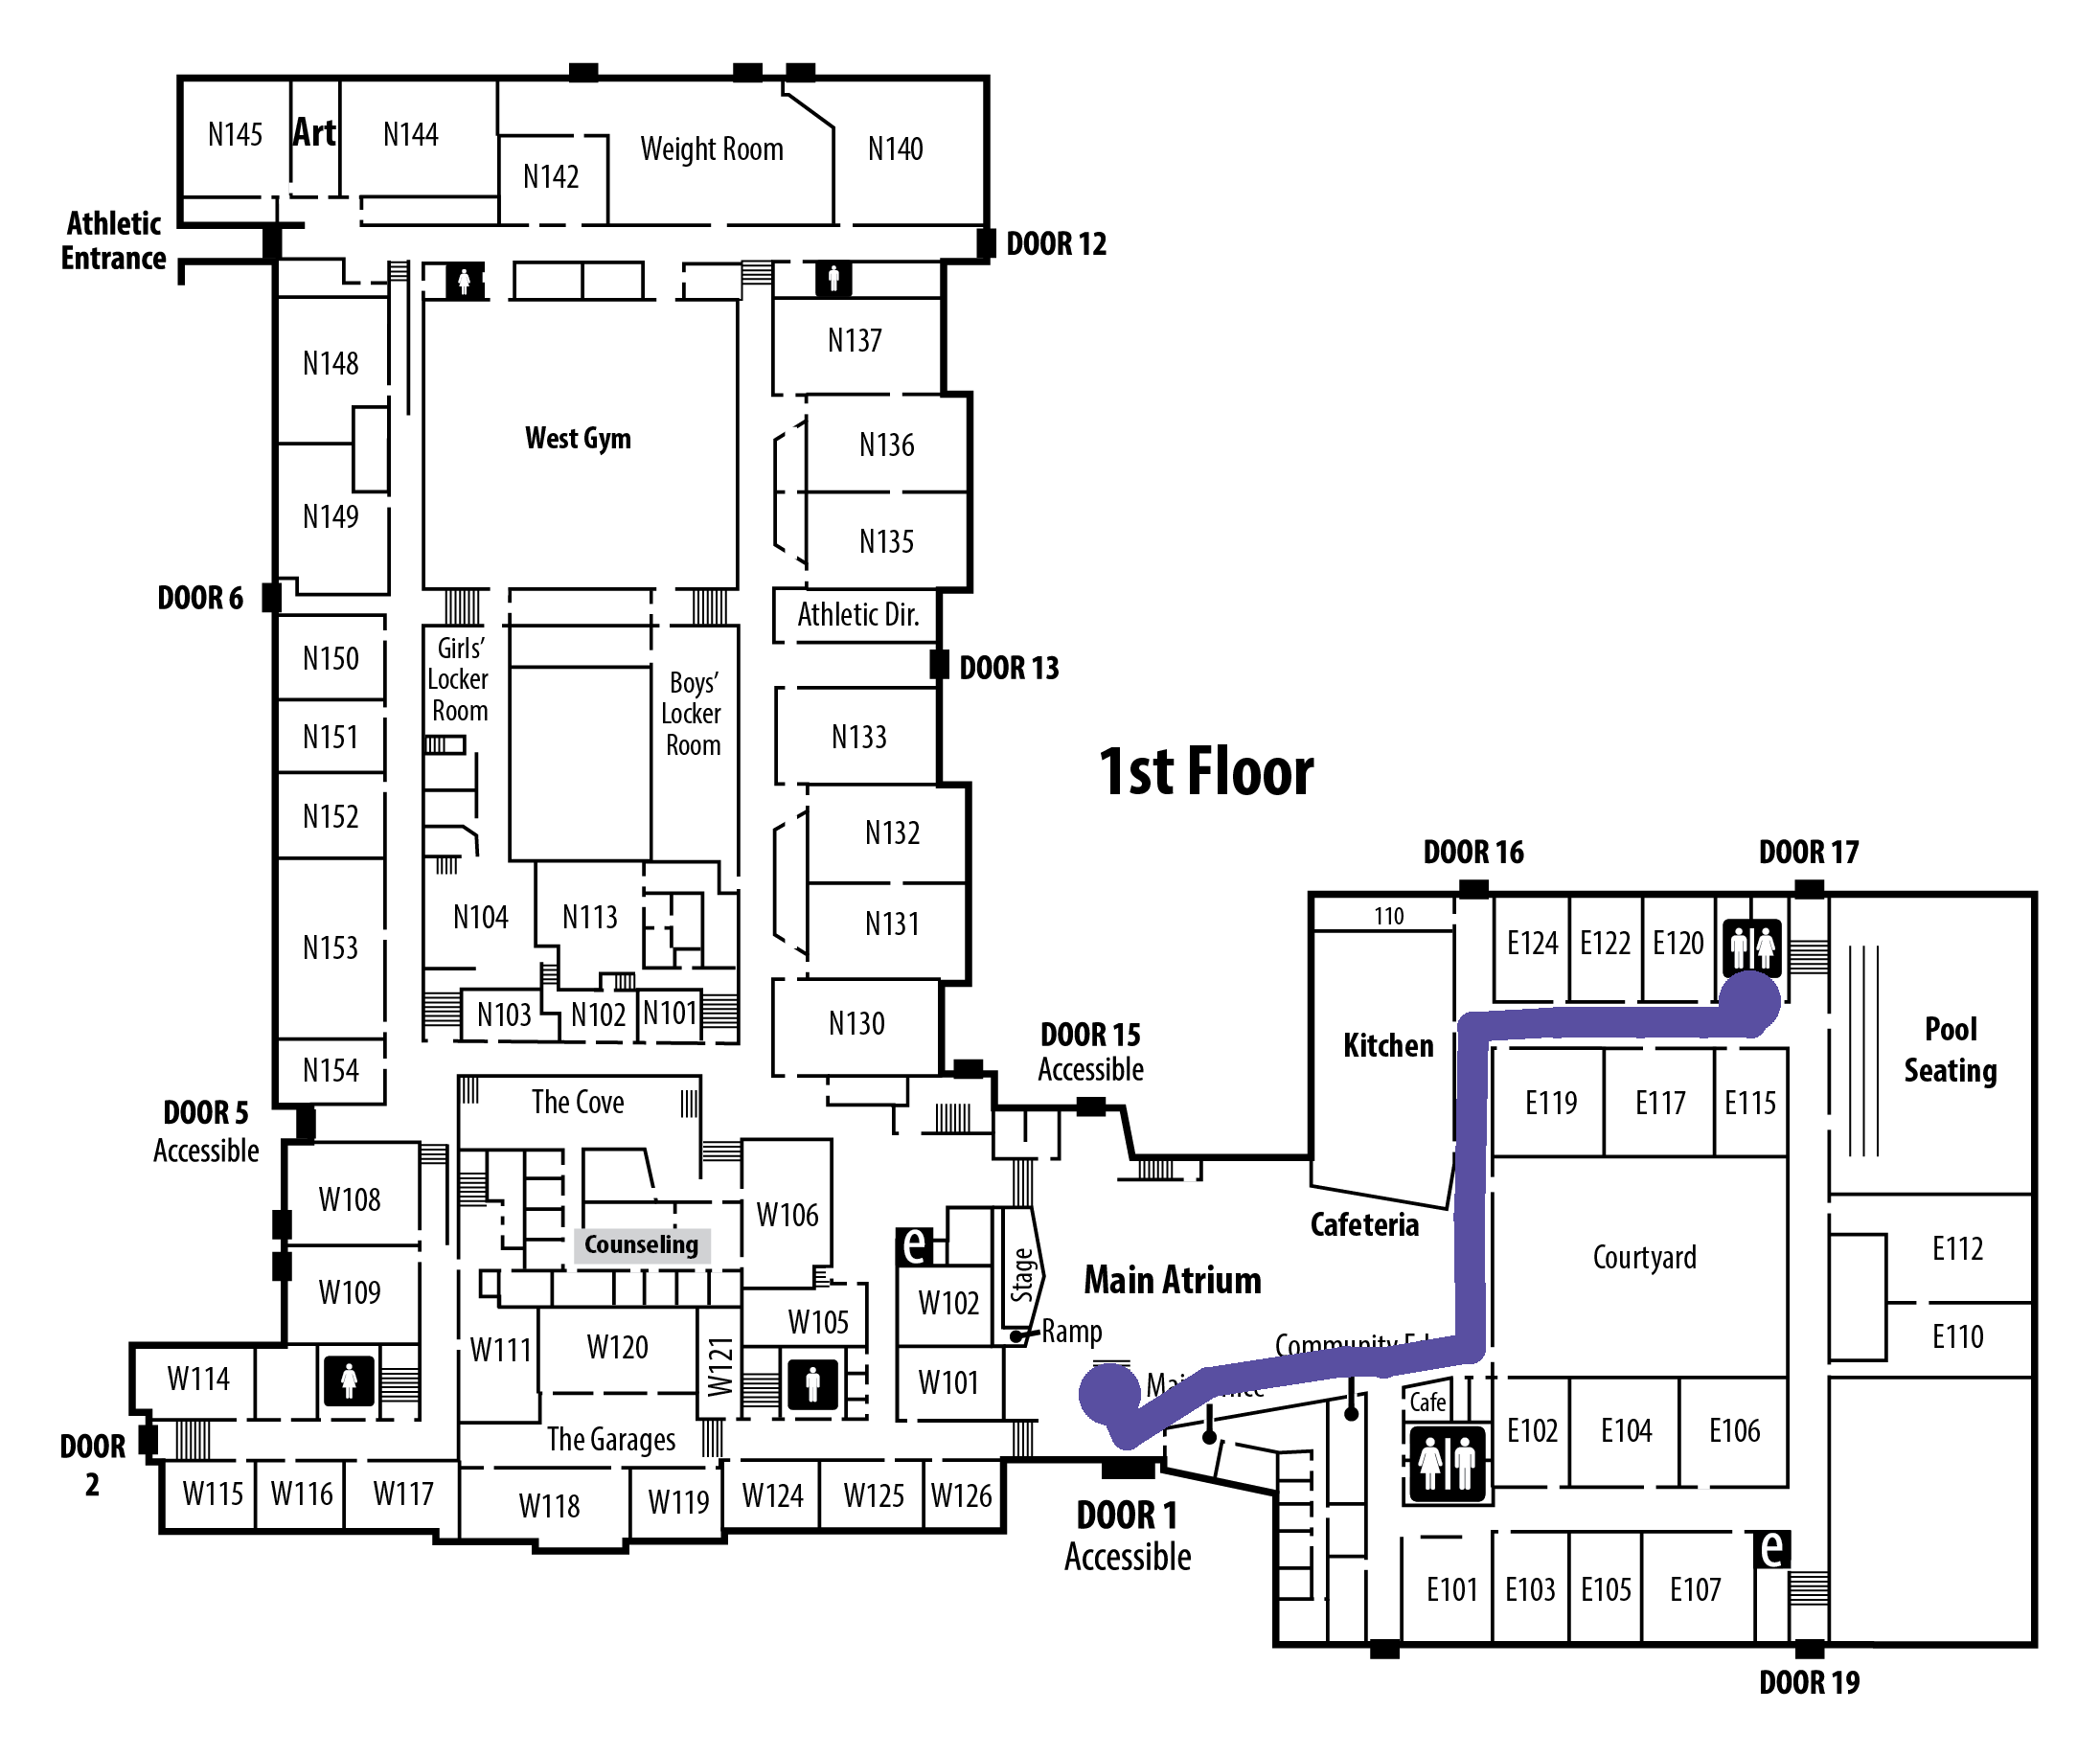 N145
Art
N144
N142
Weight Room
N140
Athletic
Entrance
DOOR 12
N148
West Gym
N137
N136
N149
N135
DOOR 6
Athletic Dir.
N150
Girls'
Locker
Room
Boys'
Locker
Room
DOOR 13
N151
N133
1st Floor
N152
N132
N153
N104
N113
N131
N103
N102
N101
N130
N154
DOOR 16
DOOR 17
110
E124
E122
E120
Kitchen
Pool
Seating
DOOR 15
Accessible
The Cove
DOOR 5
Accessible
E119
E117
E115
W108
W106
Counseling
e
Cafeteria
Courtyard
E112
W109
W102
Stage
Main Atrium
E110
W105
Ramp
W111
W120
W121
Community
W114
W101
Cafe
The Garages
E102
E104
E106
DOOR
2
W115
W116
W117
W118
W119
W124
W125
W126
DOOR 1
Accessible
e
E101
E103
E105
E107
DOOR 19